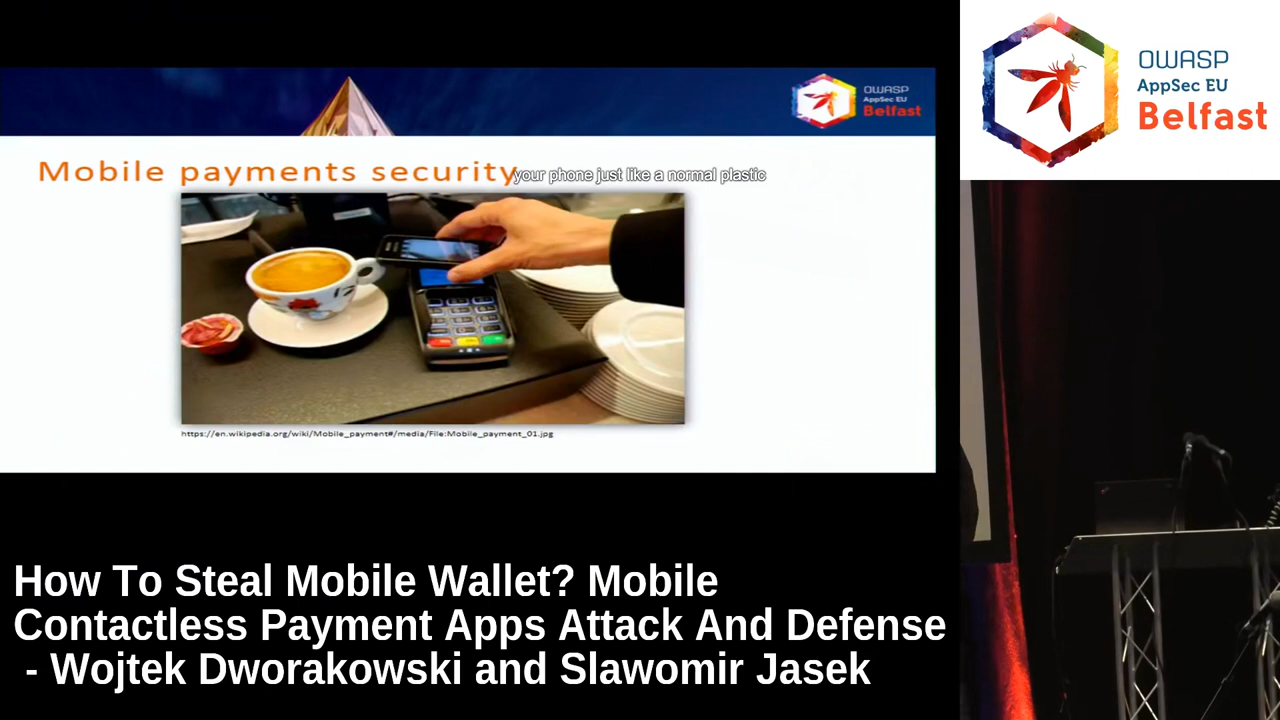 OWASP
AppSec EU
Belfast
OWASP
AppSec EU
Belfast
Mobile payments security
your phone just like a normal plastic
https://en.wikipedia.org/wiki/Mobile_payment#/media/File:Mobile_payment_01.jpg
How To Steal Mobile Wallet? Mobile
Contactless Payment Apps Attack And Defense
- Wojtek Dworakowski and Slawomir Jasek